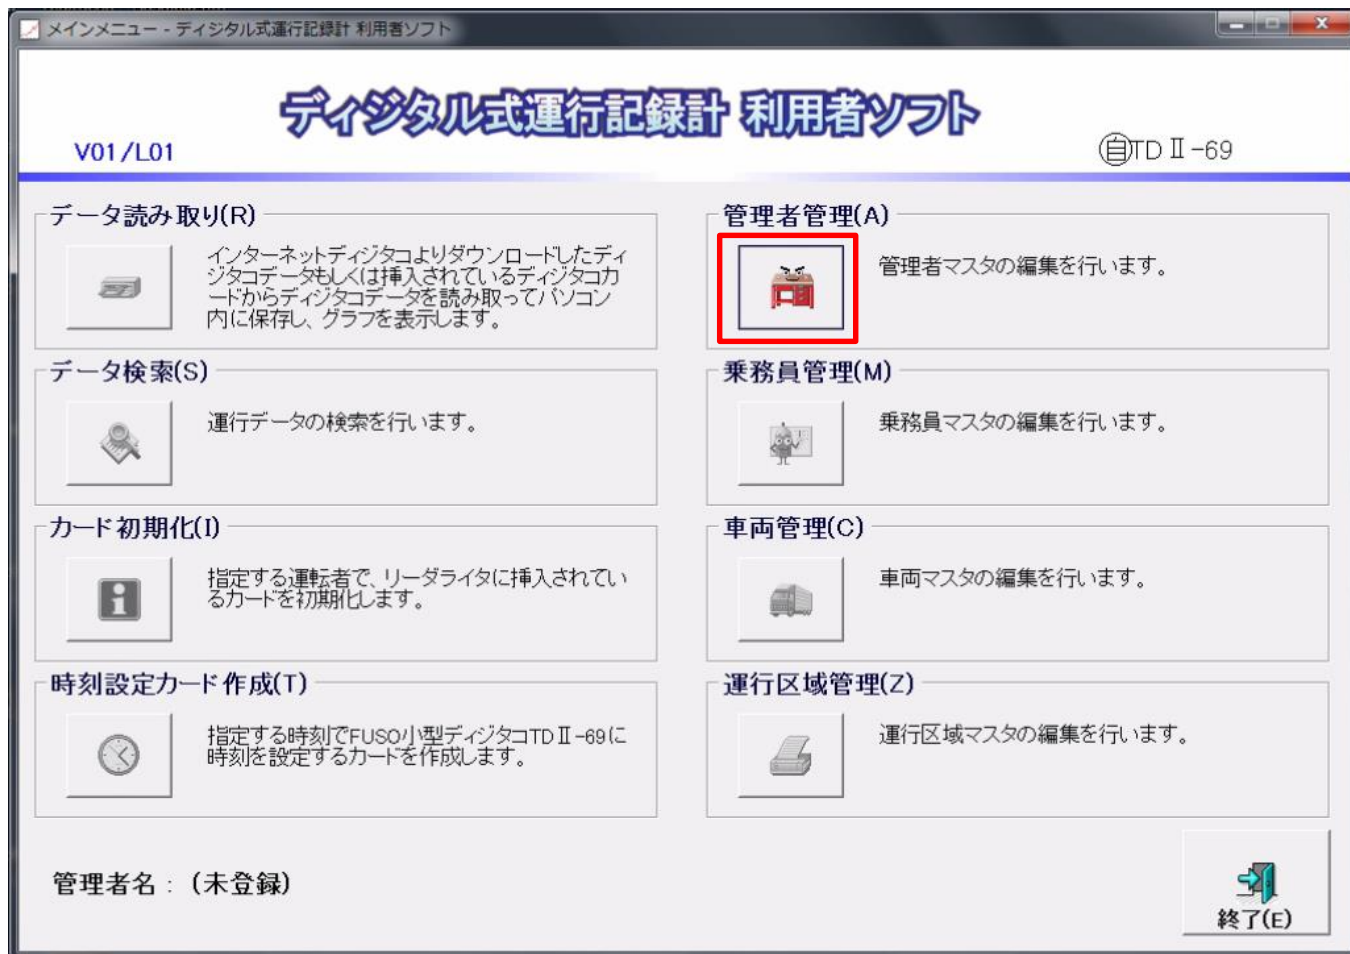 メインメニュー - ディジタル式運行記録計 利用者ソフト
ディジタル式運行記録計 利用者ソフト
V01/L01
自TDⅡ-69
データ読み取り(R)
インターネットディジタコよりダウンロードしたディ
ジタコデータもしくは挿入されているディジタコカ
ードからディジタコデータを読み取ってパソコン
内に保存し、グラフを表示します。
管理者管理(A)
管理者マスタの編集を行います。
データ検索(S)
運行データの検索を行います。
乗務員管理(M)
乗務員マスタの編集を行います。
カード初期化(I)
指定する運転者で、リーダライタに挿入されてい
るカードを初期化します。
車両管理(C)
車両マスタの編集を行います。
時刻設定カード作成(T)
指定する時刻でFUSO小型ディジタコTDⅡ-69に
時刻を設定するカードを作成します。
運行区域管理(Z)
運行区域マスタの編集を行います。
管理者名 : (未登録)
終了(E)